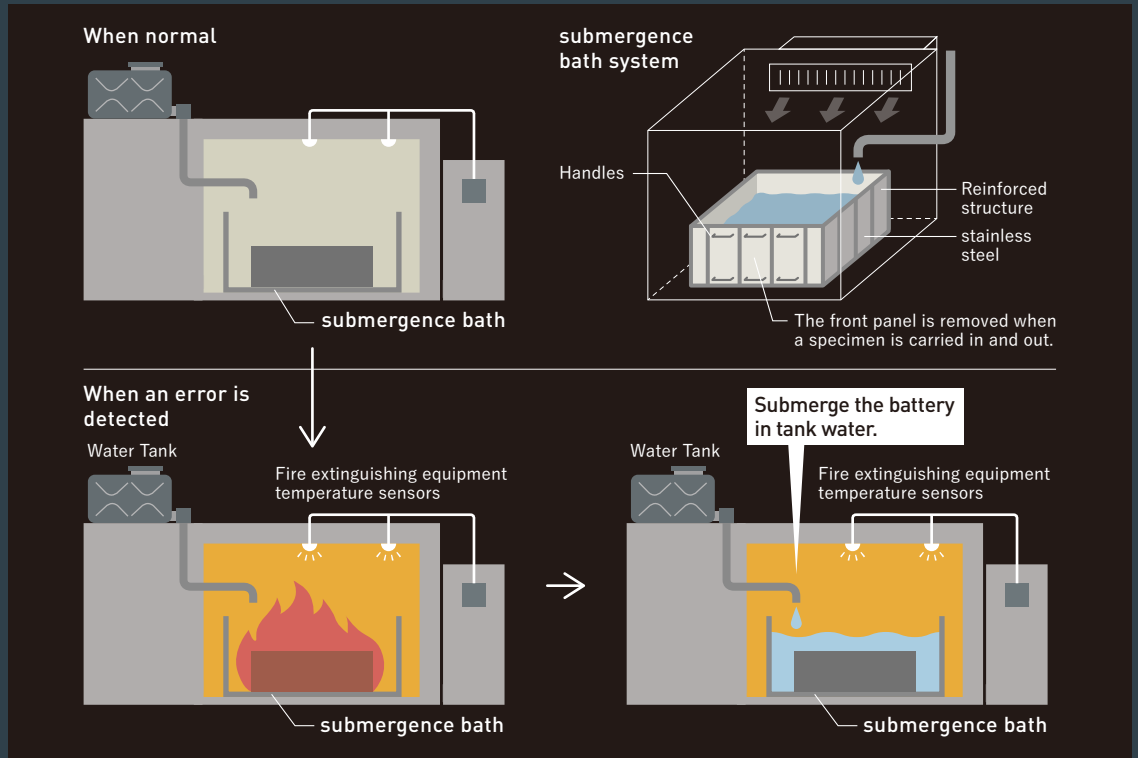 When normal
submergence bath
submergence
bath system
Handles
Reinforced
structure
stainless
steel
The front panel is removed when
a specimen is carried in and out.
When an error is
detected
Water Tank
Fire extinguishing equipment
temperature sensors
submergence bath
Submerge the battery
in tank water.
Water Tank
Fire extinguishing equipment
temperature sensors
submergence bath